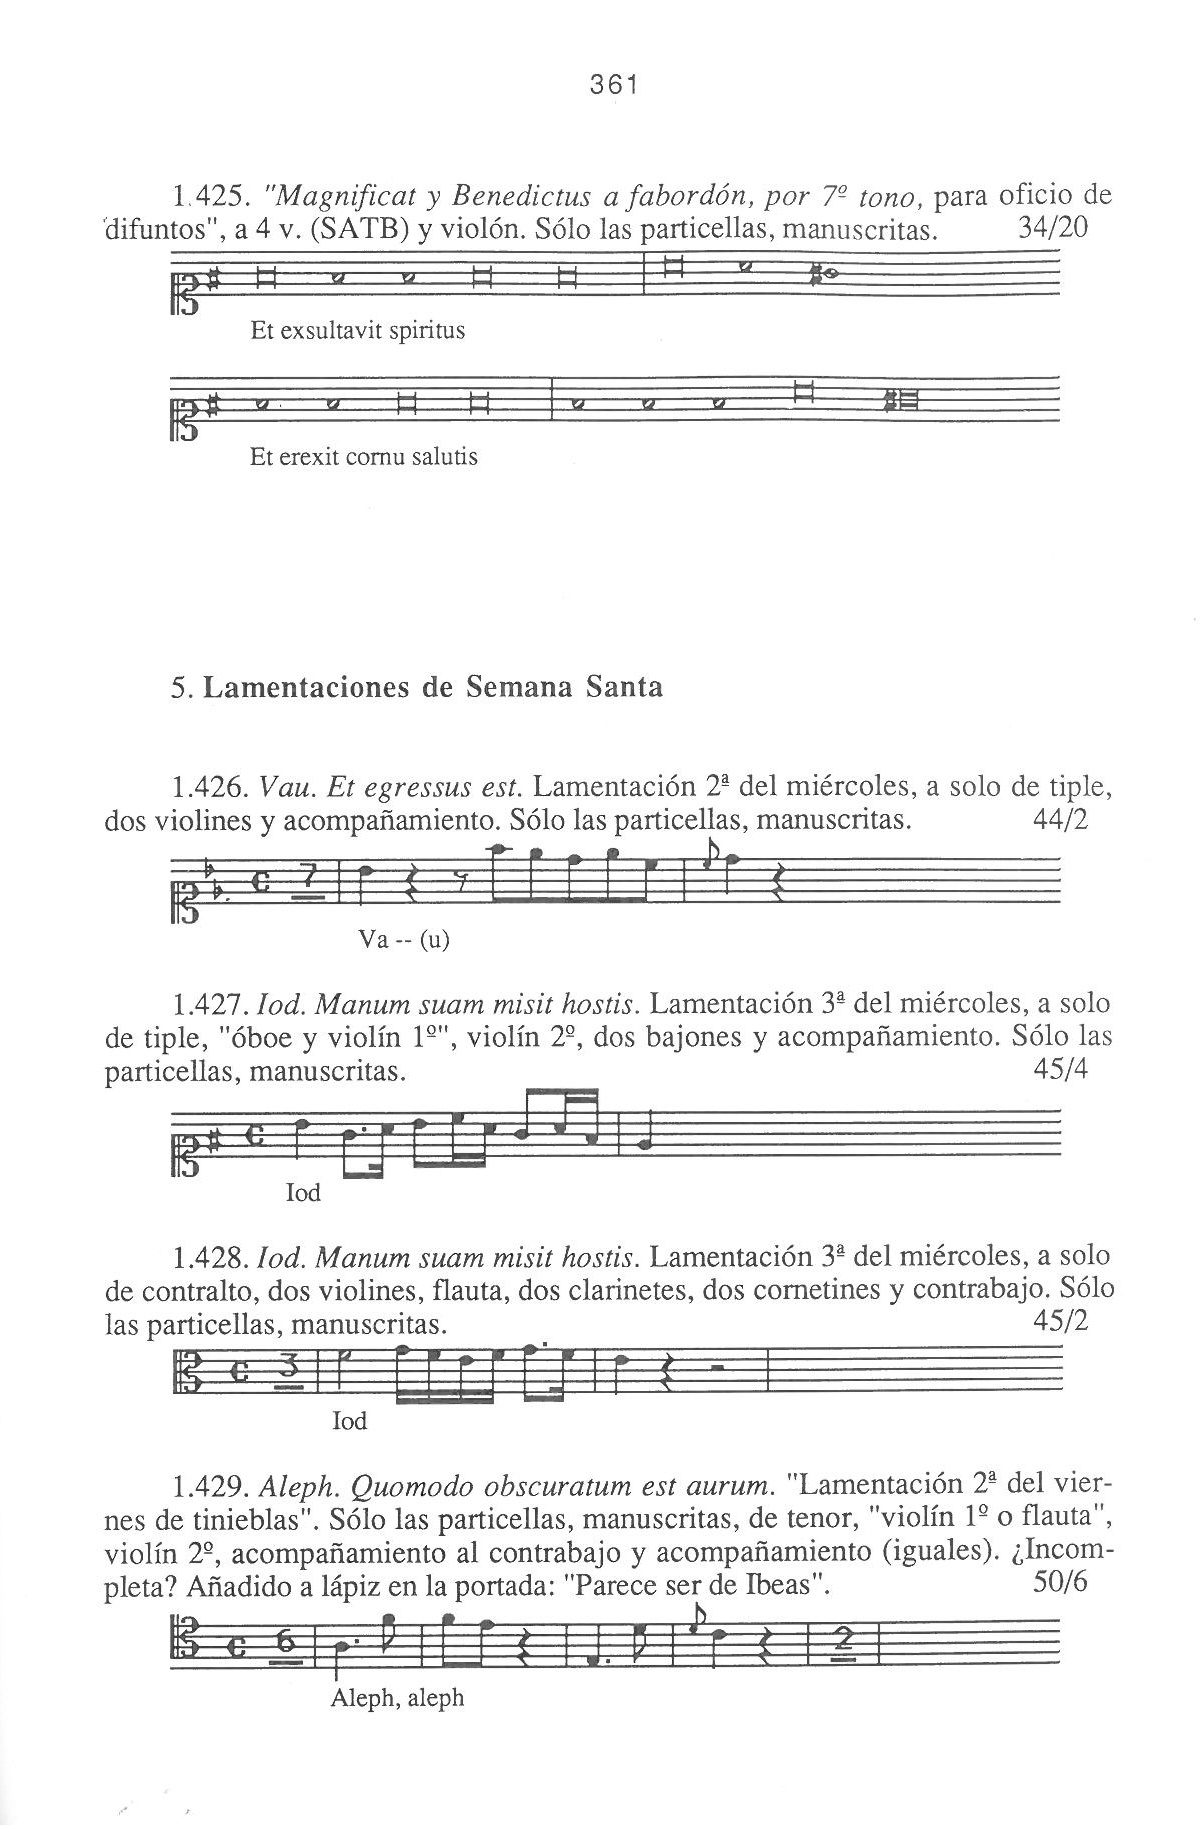 361
1.425. "Magnificat y Benedictus a fabordón, por 7º tono, para oficio de
difuntos", a 4 v. (SATB) y violón. Sólo las particellas, manuscritas. 34/20
Et exsultavit spiritus
Et erexit cornu salutis
5. Lamentaciones de Semana Santa
1.426. Vau. Et egressus est. Lamentación 2ª del miércoles, a solo de tiple,
dos violines y acompañamiento. Sólo las particellas, manuscritas. 44/2
7
Va -- (u)
1.427. Iod. Manum suam misit hostis. Lamentación 3ª del miércoles, a solo
de tiple, "óboe y violín 1º", violín 2º, dos bajones y acompañamiento. Sólo las
particellas, manuscritas. 45/4
Iod
1.428. Iod. Manum suam misit hostis. Lamentación 3ª del miércoles, a solo
de contralto, dos violines, flauta, dos clarinetes, dos cornetines y contrabajo. Sólo
las particellas, manuscritas. 45/2
3
Iod
1.429. Aleph. Quomodo obscuratum est aurum. "Lamentación 2ª del vier-
nes de tinieblas". Sólo las particellas, manuscritas, de tenor, "violín 1º o flauta",
violín 2º, acompañamiento al contrabajo y acompañamiento (iguales). ¿Incom-
pleta? Añadido a lápiz en la portada: "Parece ser de Ibeas". 50/6
6 2
Aleph, aleph